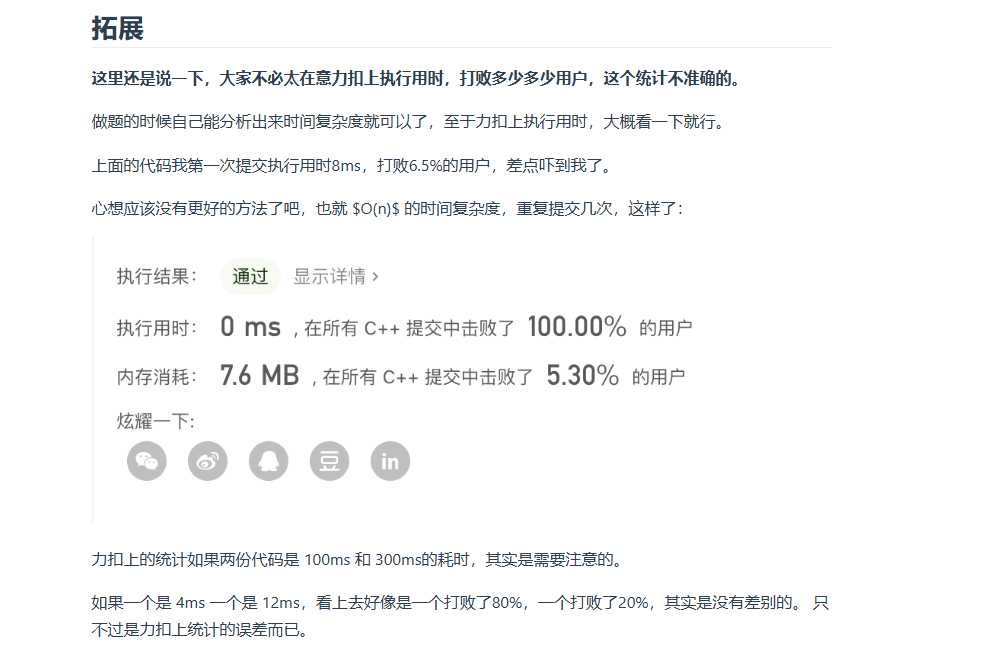 拓展
这里还是说一下，大家不必太在意力扣上执行用时，打败多少多少用户，这个统计不准确的。
做题的时候自己能分析出来时间复杂度就可以了，至于力扣上执行用时，大概看一下就行。
上面的代码我第一次提交执行用时8ms，打败6.5%的用户，差点吓到我了。
心想应该没有更好的方法了吧，也就 $O(n)$ 的时间复杂度，重复提交几次，这样了：
执行结果： 通过 显示详情 ›
执行用时： 0 ms , 在所有 C++ 提交中击败了 100.00% 的用户
内存消耗： 7.6 MB , 在所有 C++ 提交中击败了 5.30% 的用户
炫耀一下:
豆 in
力扣上的统计如果两份代码是 100ms 和 300ms的耗时，其实是需要注意的。
如果一个是 4ms 一个是 12ms，看上去好像是一个打败了80%，一个打败了20%，其实是没有差别的。 只
不过是力扣上统计的误差而已。